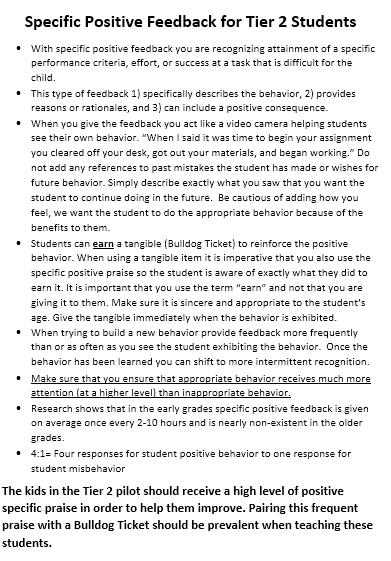 Specific Positive Feedback for Tier 2 Students
• With specific positive feedback you are recognizing attainment of a specific
performance criteria, effort, or success at a task that is difficult for the
child.
• This type of feedback 1) specifically describes the behavior, 2) provides
reasons or rationales, and 3) can include a positive consequence.
• When you give the feedback you act like a video camera helping students
see their own behavior. “When I said it was time to begin your assignment
you cleared off your desk, got out your materials, and began working.” Do
not add any references to past mistakes the student has made or wishes for
future behavior. Simply describe exactly what you saw that you want the
student to continue doing in the future. Be cautious of adding how you
feel, we want the student to do the appropriate behavior because of the
benefits to them.
• Students can earn a tangible (Bulldog Ticket) to reinforce the positive
behavior. When using a tangible item it is imperative that you also use the
specific positive praise so the student is aware of exactly what they did to
earn it. It is important that you use the term “earn” and not that you are
giving it to them. Make sure it is sincere and appropriate to the student’s
age. Give the tangible immediately when the behavior is exhibited.
• When trying to build a new behavior provide feedback more frequently
than or as often as you see the student exhibiting the behavior. Once the
behavior has been learned you can shift to more intermittent recognition.
• Make sure that you ensure that appropriate behavior receives much more
attention (at a higher level) than inappropriate behavior.
• Research shows that in the early grades specific positive feedback is given
on average once every 2-10 hours and is nearly non-existent in the older
grades.
• 4:1= Four responses for student positive behavior to one response for
student misbehavior
The kids in the Tier 2 pilot should receive a high level of positive
specific praise in order to help them improve. Pairing this frequent
praise with a Bulldog Ticket should be prevalent when teaching these
students.